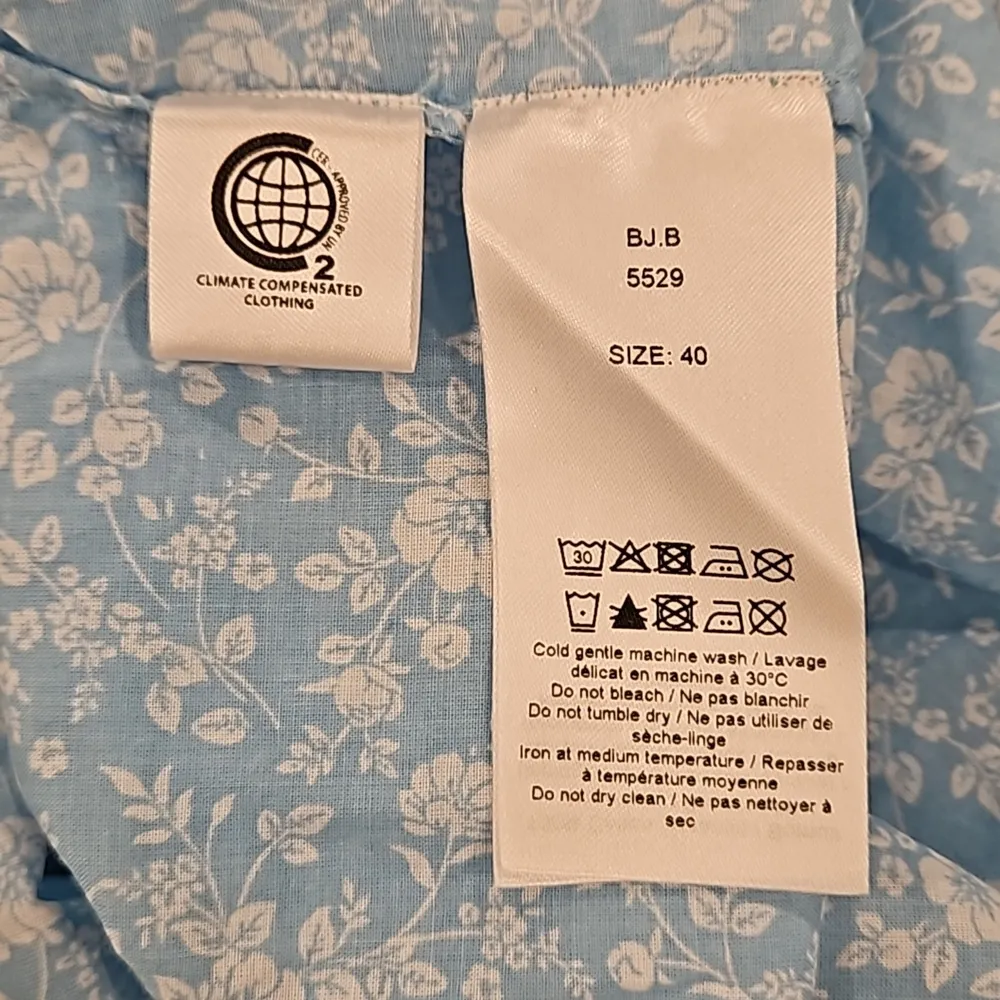 CER - APPROVED BY UN
2
CLIMATE COMPENSATED
CLOTHING
BJ.B
5529
SIZE: 40
30
Cold gentle machine wash / Lavage
délicat en machine à 30°C
Do not bleach / Ne pas blanchir
Do not tumble dry / Ne pas utiliser de
sèche-linge
Iron at medium temperature / Repasser
à température moyenne
Do not dry clean / Ne pas nettoyer à
sec